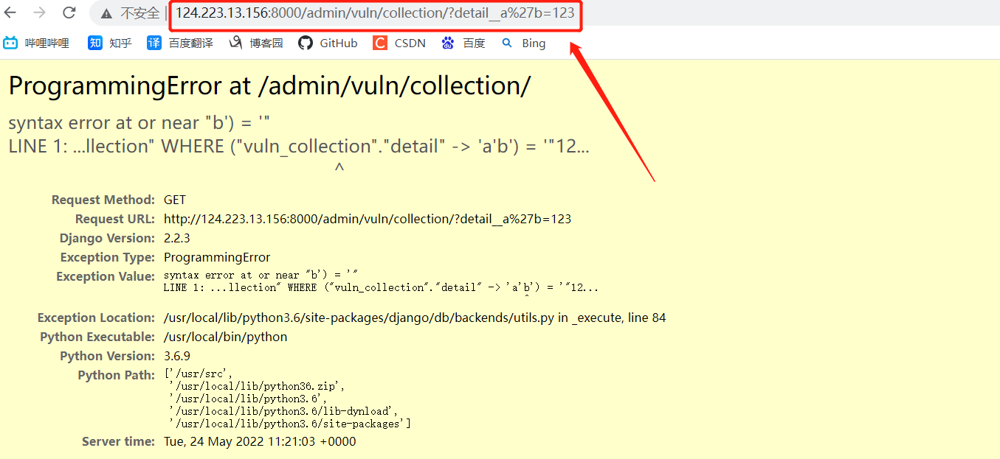 不安全 124.223.13.156:8000/admin/vuln/collection/?detail__a%27b=123
哔哩哔哩 知 知乎 译 百度翻译 博客园 GitHub C CSDN du 百度 Bing
ProgrammingError at /admin/vuln/collection/
syntax error at or near "b') = '"
LINE 1: ...llection" WHERE ("vuln_collection"."detail" -> 'a'b') = '"12...
^
Request Method: GET
Request URL: http://124.223.13.156:8000/admin/vuln/collection/?detail__a%27b=123
Django Version: 2.2.3
Exception Type: ProgrammingError
Exception Value: syntax error at or near "b') = '"
LINE 1: ...llection" WHERE ("vuln_collection"."detail" -> 'a'b') = '"12...
^
Exception Location: /usr/local/lib/python3.6/site-packages/django/db/backends/utils.py in _execute, line 84
Python Executable: /usr/local/bin/python
Python Version: 3.6.9
Python Path: ['/usr/src',
'/usr/local/lib/python36.zip',
'/usr/local/lib/python3.6',
'/usr/local/lib/python3.6/lib-dynload',
'/usr/local/lib/python3.6/site-packages']
Server time: Tue, 24 May 2022 11:21:03 +0000